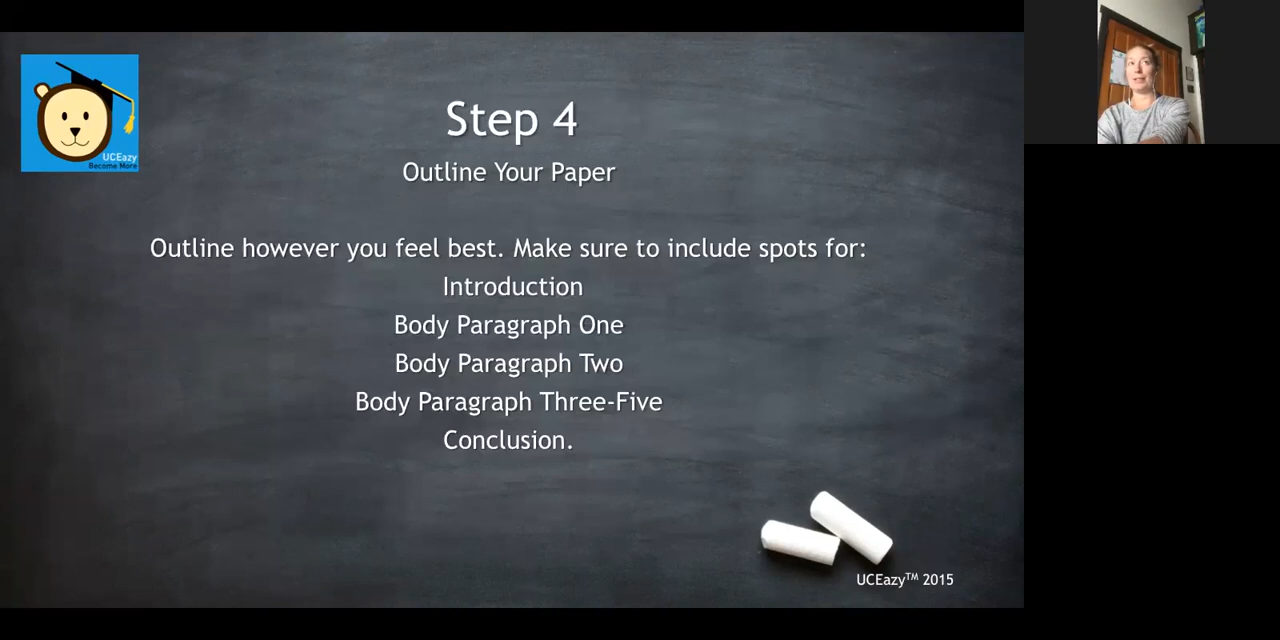 UCEazy
Become More
Step 4
Outline Your Paper
Outline however you feel best. Make sure to include spots for:
Introduction
Body Paragraph One
Body Paragraph Two
Body Paragraph Three-Five
Conclusion.
UCEazy™ 2015